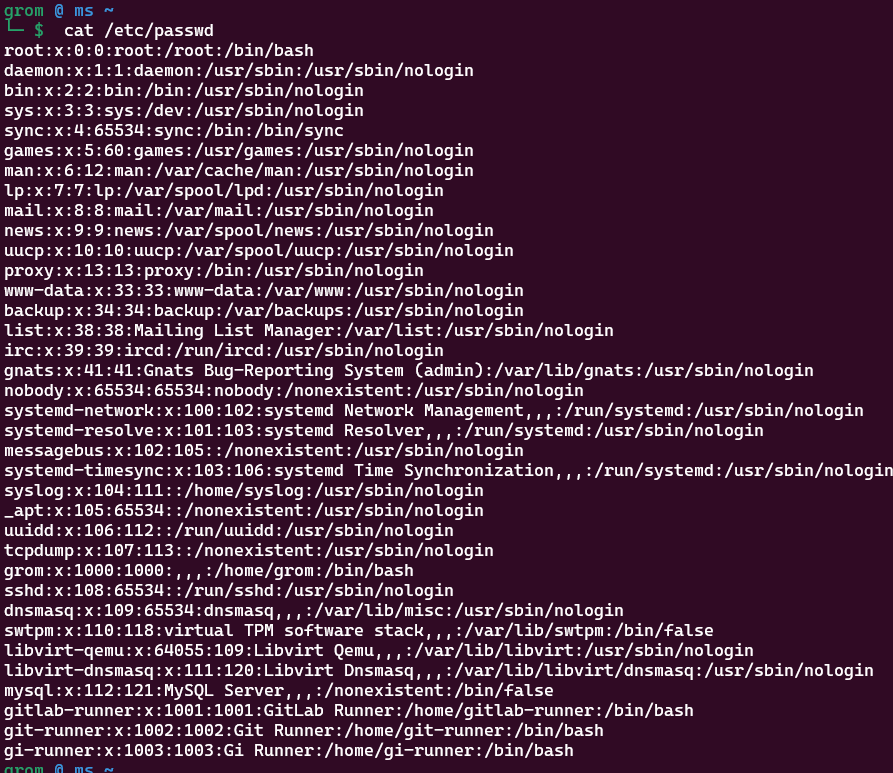 grom @ ms ~
└─ $  cat /etc/passwd
root:x:0:0:root:/root:/bin/bash
daemon:x:1:1:daemon:/usr/sbin:/usr/sbin/nologin
bin:x:2:2:bin:/bin:/usr/sbin/nologin
sys:x:3:3:sys:/dev:/usr/sbin/nologin
sync:x:4:65534:sync:/bin:/bin/sync
games:x:5:60:games:/usr/games:/usr/sbin/nologin
man:x:6:12:man:/var/cache/man:/usr/sbin/nologin
lp:x:7:7:lp:/var/spool/lpd:/usr/sbin/nologin
mail:x:8:8:mail:/var/mail:/usr/sbin/nologin
news:x:9:9:news:/var/spool/news:/usr/sbin/nologin
uucp:x:10:10:uucp:/var/spool/uucp:/usr/sbin/nologin
proxy:x:13:13:proxy:/bin:/usr/sbin/nologin
www-data:x:33:33:www-data:/var/www:/usr/sbin/nologin
backup:x:34:34:backup:/var/backups:/usr/sbin/nologin
list:x:38:38:Mailing List Manager:/var/list:/usr/sbin/nologin
irc:x:39:39:ircd:/run/ircd:/usr/sbin/nologin
gnats:x:41:41:Gnats Bug-Reporting System (admin):/var/lib/gnats:/usr/sbin/nologin
nobody:x:65534:65534:nobody:/nonexistent:/usr/sbin/nologin
systemd-network:x:100:102:systemd Network Management,,,:/run/systemd:/usr/sbin/nologin
systemd-resolve:x:101:103:systemd Resolver,,,:/run/systemd:/usr/sbin/nologin
messagebus:x:102:105::/nonexistent:/usr/sbin/nologin
systemd-timesync:x:103:106:systemd Time Synchronization,,,:/run/systemd:/usr/sbin/nologin
syslog:x:104:111::/home/syslog:/usr/sbin/nologin
_apt:x:105:65534::/nonexistent:/usr/sbin/nologin
uuidd:x:106:112::/run/uuidd:/usr/sbin/nologin
tcpdump:x:107:113::/nonexistent:/usr/sbin/nologin
grom:x:1000:1000:,,,:/home/grom:/bin/bash
sshd:x:108:65534::/run/sshd:/usr/sbin/nologin
dnsmasq:x:109:65534:dnsmasq,,,:/var/lib/misc:/usr/sbin/nologin
swtpm:x:110:118:virtual TPM software stack,,,:/var/lib/swtpm:/bin/false
libvirt-qemu:x:64055:109:Libvirt Qemu,,,:/var/lib/libvirt:/usr/sbin/nologin
libvirt-dnsmasq:x:111:120:Libvirt Dnsmasq,,,:/var/lib/libvirt/dnsmasq:/usr/sbin/nologin
mysql:x:112:121:MySQL Server,,,:/nonexistent:/bin/false
gitlab-runner:x:1001:1001:GitLab Runner:/home/gitlab-runner:/bin/bash
git-runner:x:1002:1002:Git Runner:/home/git-runner:/bin/bash
gi-runner:x:1003:1003:Gi Runner:/home/gi-runner:/bin/bash
grom @ ms ~